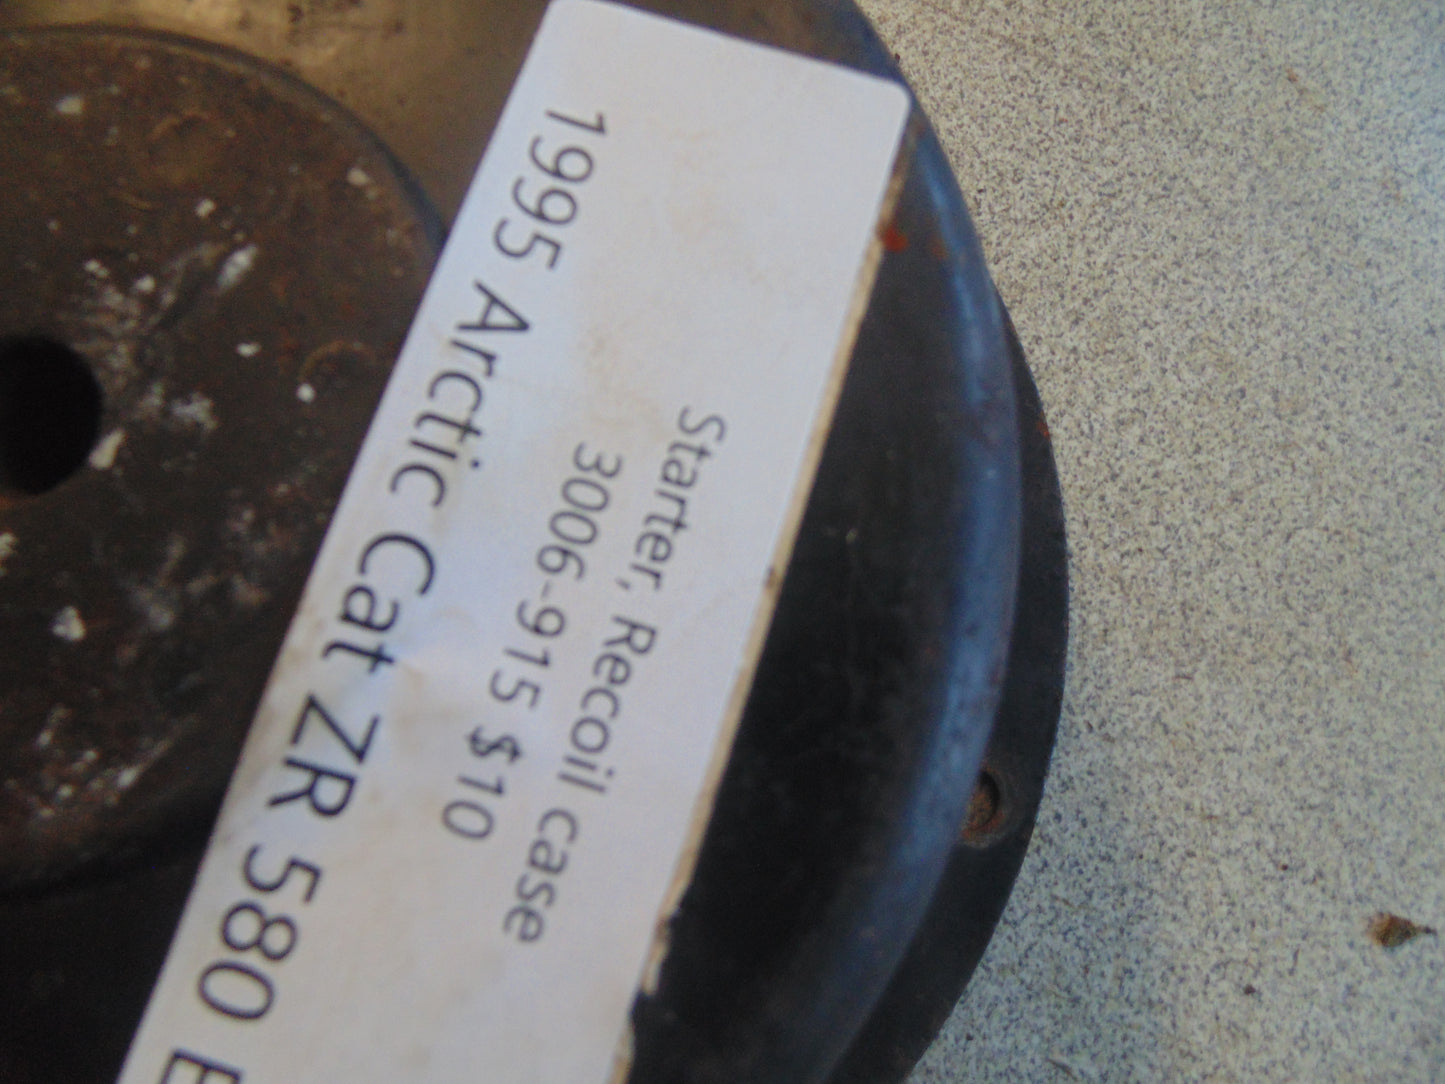 Starter, Recoil case
3006-915 $10
1995 Arctic Cat ZR 580